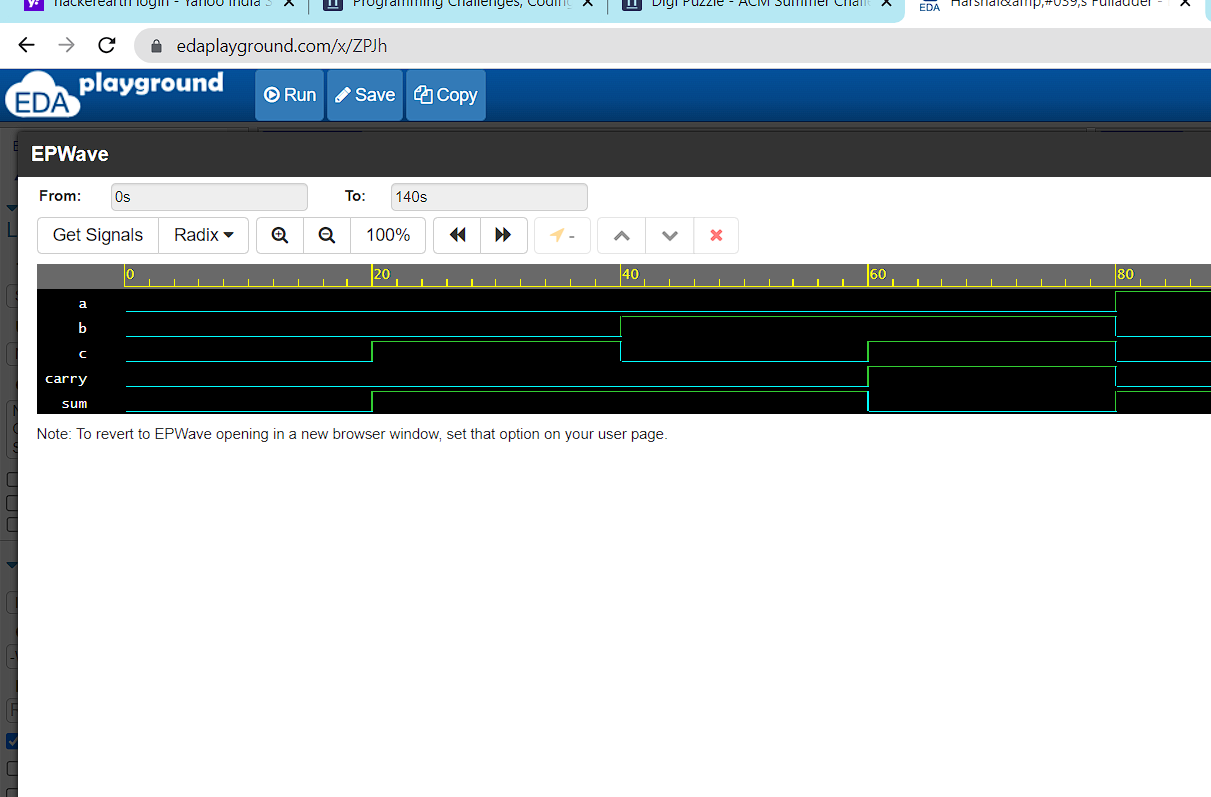 hackerearth login - Yahoo India S
Programming Challenges, Coding
Digi Puzzle - ACM Summer Chall
EDA
Harshal&amp;#039;s Fulladder -
edaplayground.com/x/ZPJh
EDA playground
Run
Save
Copy
EPWave
From: 0s To: 140s
Get Signals Radix 100% -
0 20 40 60 80
a
b
c
carry
sum
Note: To revert to EPWave opening in a new browser window, set that option on your user page.